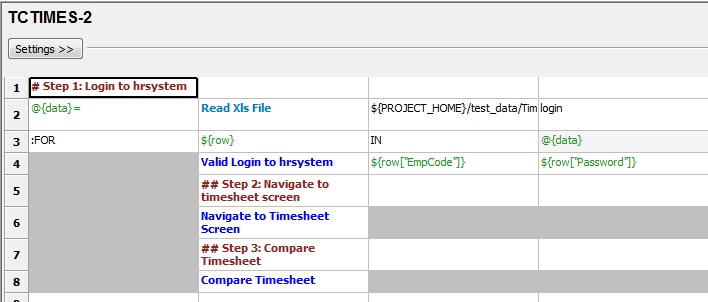 TCTIMES-2
Settings >>
1 # Step 1: Login to hrsystem
2 @{data}= Read Xls File ${PROJECT_HOME}/test_data/Tim login
3 :FOR ${row} IN @{data}
4 Valid Login to hrsystem ${row["EmpCode"]} ${row["Password"]}
5 ## Step 2: Navigate to
timesheet screen
6 Navigate to Timesheet
Screen
7 ## Step 3: Compare
Timesheet
8 Compare Timesheet